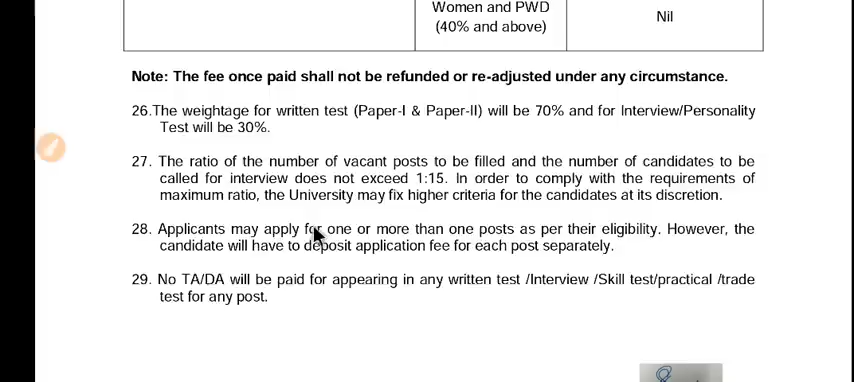 Women and PWD
(40% and above)
Nil
Note: The fee once paid shall not be refunded or re-adjusted under any circumstance.
26.The weightage for written test (Paper-I & Paper-II) will be 70% and for Interview/Personality
Test will be 30%.
27. The ratio of the number of vacant posts to be filled and the number of candidates to be
called for interview does not exceed 1:15. In order to comply with the requirements of
maximum ratio, the University may fix higher criteria for the candidates at its discretion.
28. Applicants may apply for one or more than one posts as per their eligibility. However, the
candidate will have to deposit application fee for each post separately.
29. No TA/DA will be paid for appearing in any written test /Interview /Skill test/practical /trade
test for any post.